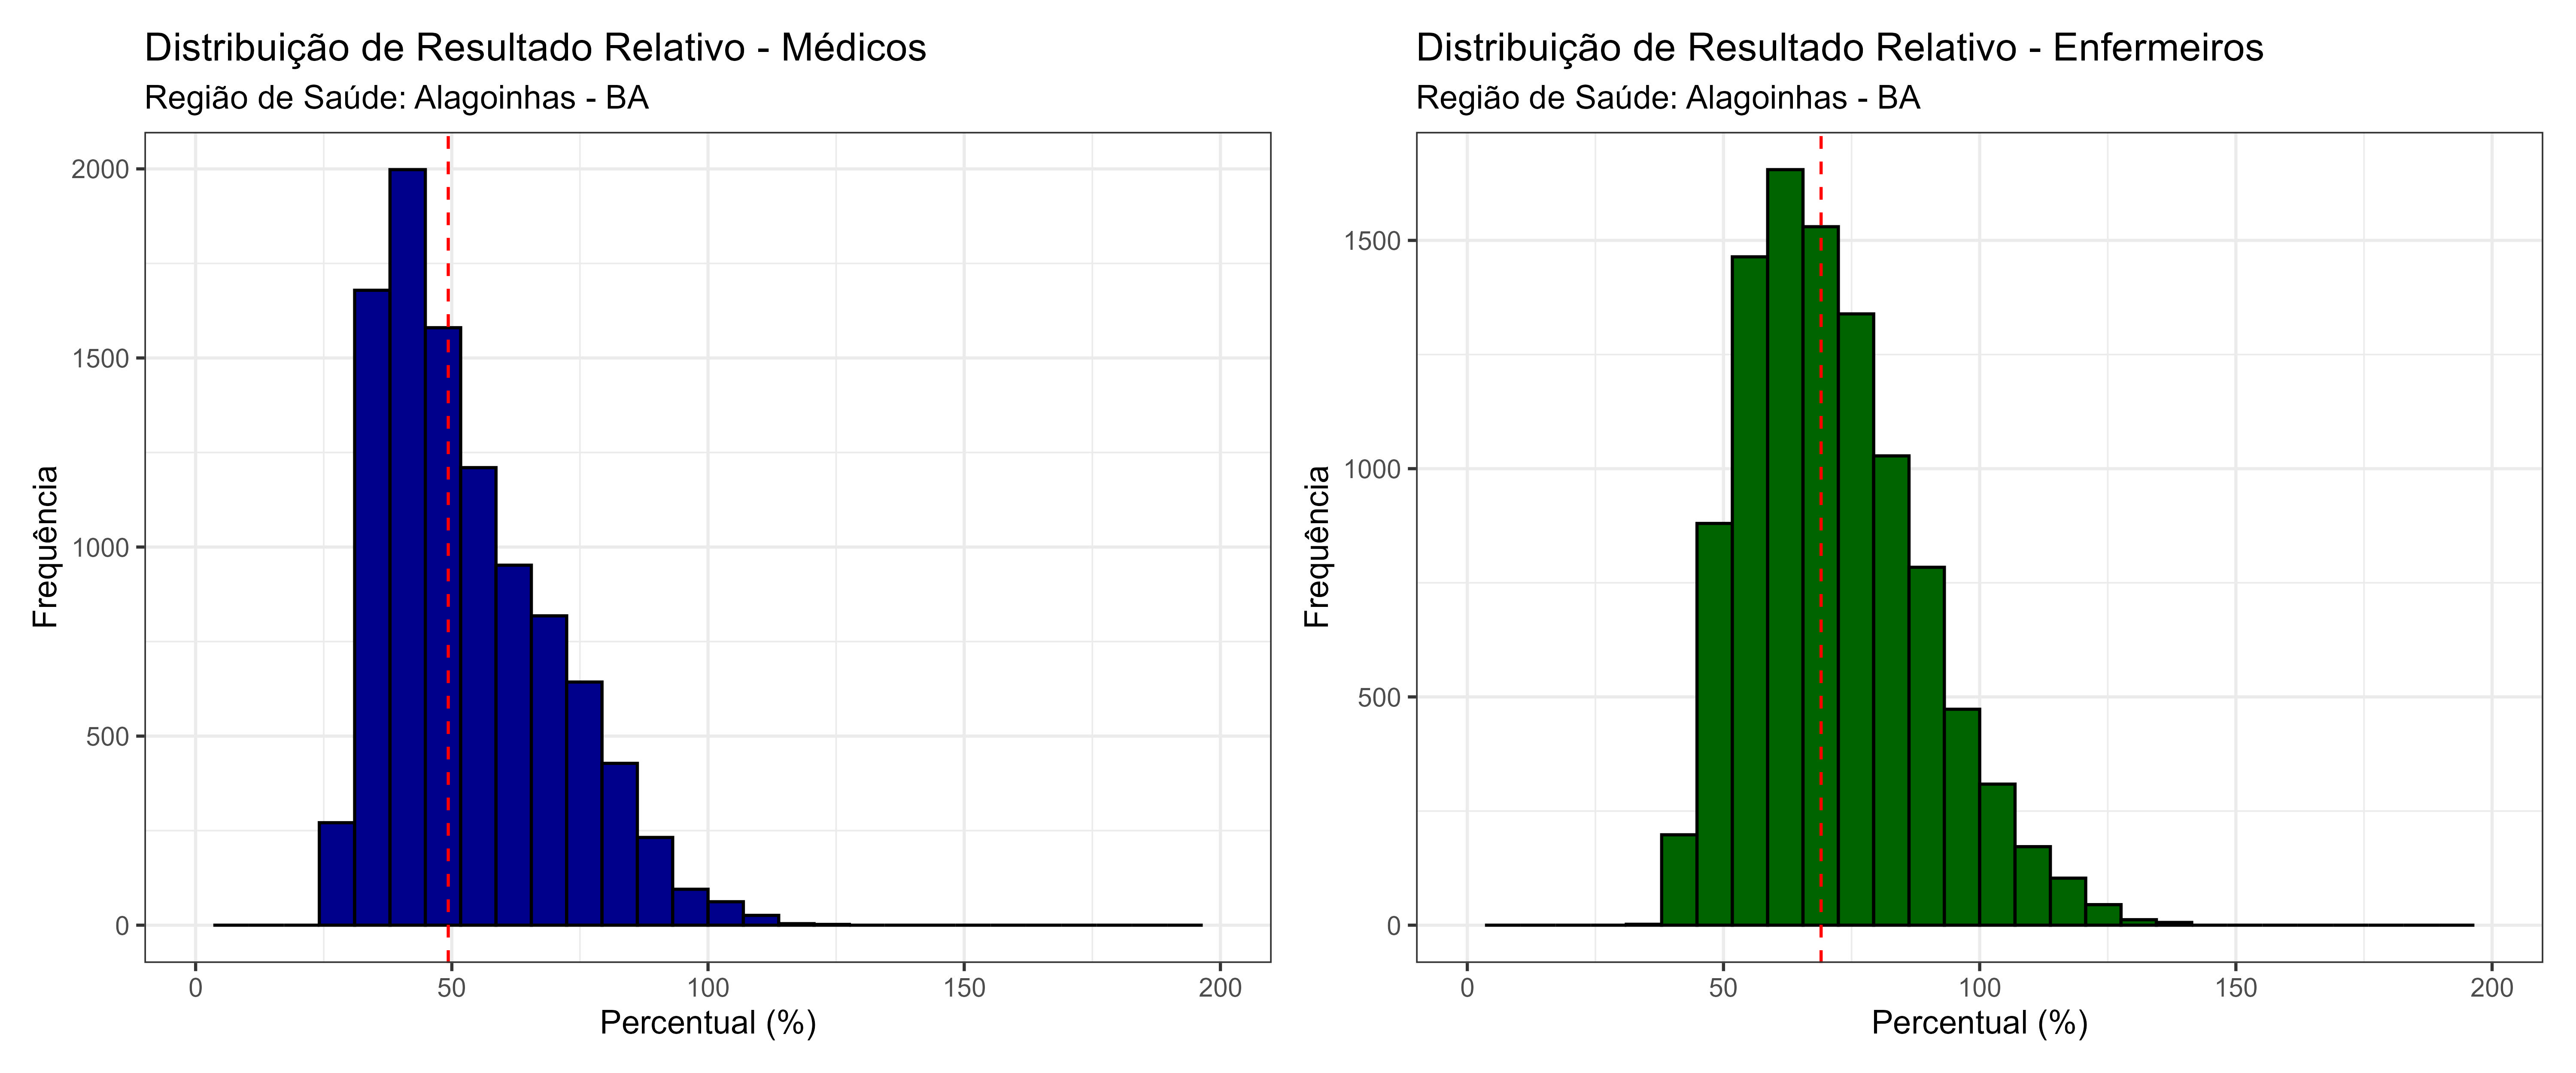 Distribuição de Resultado Relativo - Médicos
Região de Saúde: Alagoinhas - BA
Frequência
2000
1500
1000
500
0
0 50 100 150 200
Percentual (%)
Distribuição de Resultado Relativo - Enfermeiros
Região de Saúde: Alagoinhas - BA
Frequência
1500
1000
500
0
0 50 100 150 200
Percentual (%)